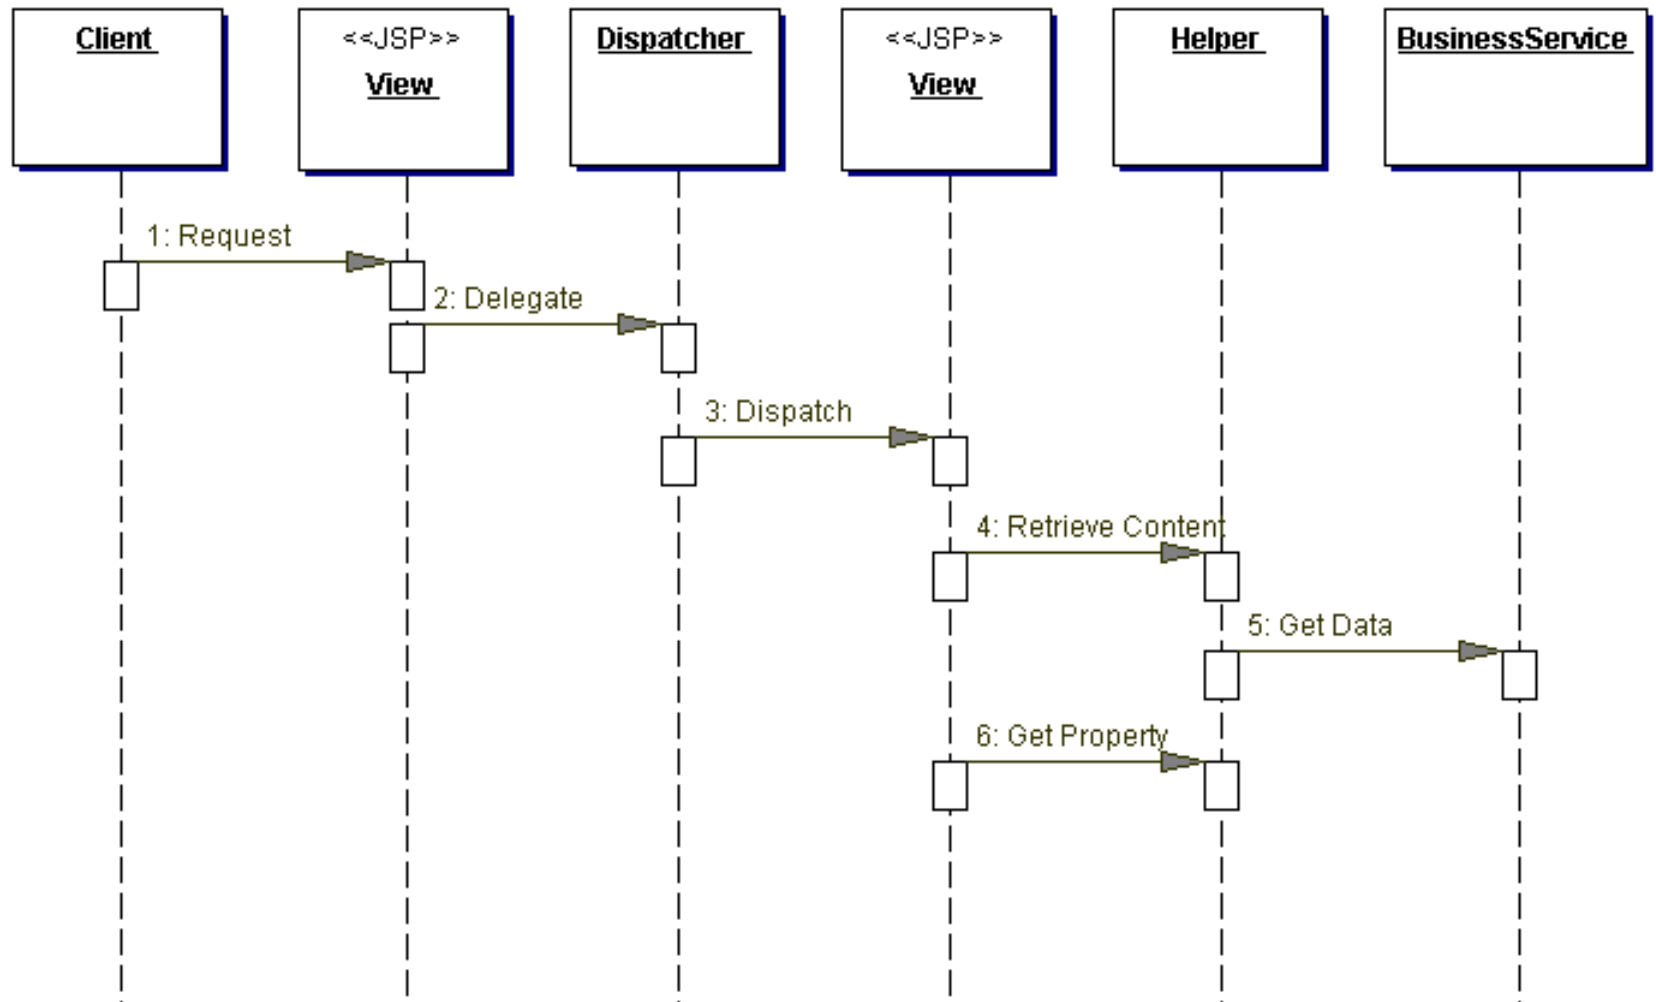 Client
<<JSP>>
View
Dispatcher
<<JSP>>
View
Helper
BusinessService
1: Request
2: Delegate
3: Dispatch
4: Retrieve Content
5: Get Data
6: Get Property